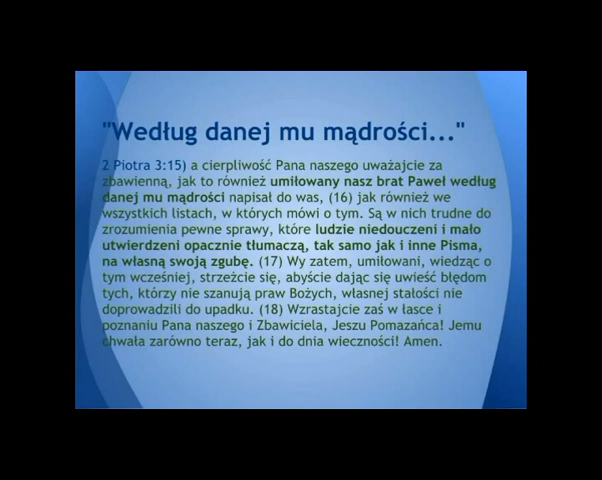 "Według danej mu mądrości..."
2 Piotra 3:15) a cierpliwość Pana naszego uważajcie za
zbawienną, jak to również umiłowany nasz brat Paweł według
danej mu mądrości napisał do was, (16) jak również we
wszystkich listach, w których mówi o tym. Są w nich trudne do
zrozumienia pewne sprawy, które ludzie niedouczeni i mało
utwierdzeni opacznie tłumaczą, tak samo jak i inne Pisma,
na własną swoją zgubę. (17) Wy zatem, umiłowani, wiedząc o
tym wcześniej, strzeżcie się, abyście dając się uwieść błędom
tych, którzy nie szanują praw Bożych, własnej stałości nie
doprowadzili do upadku. (18) Wzrastajcie zaś w łasce i
poznaniu Pana naszego i Zbawiciela, Jeszu Pomazańca! Jemu
chwała zarówno teraz, jak i do dnia wieczności! Amen.